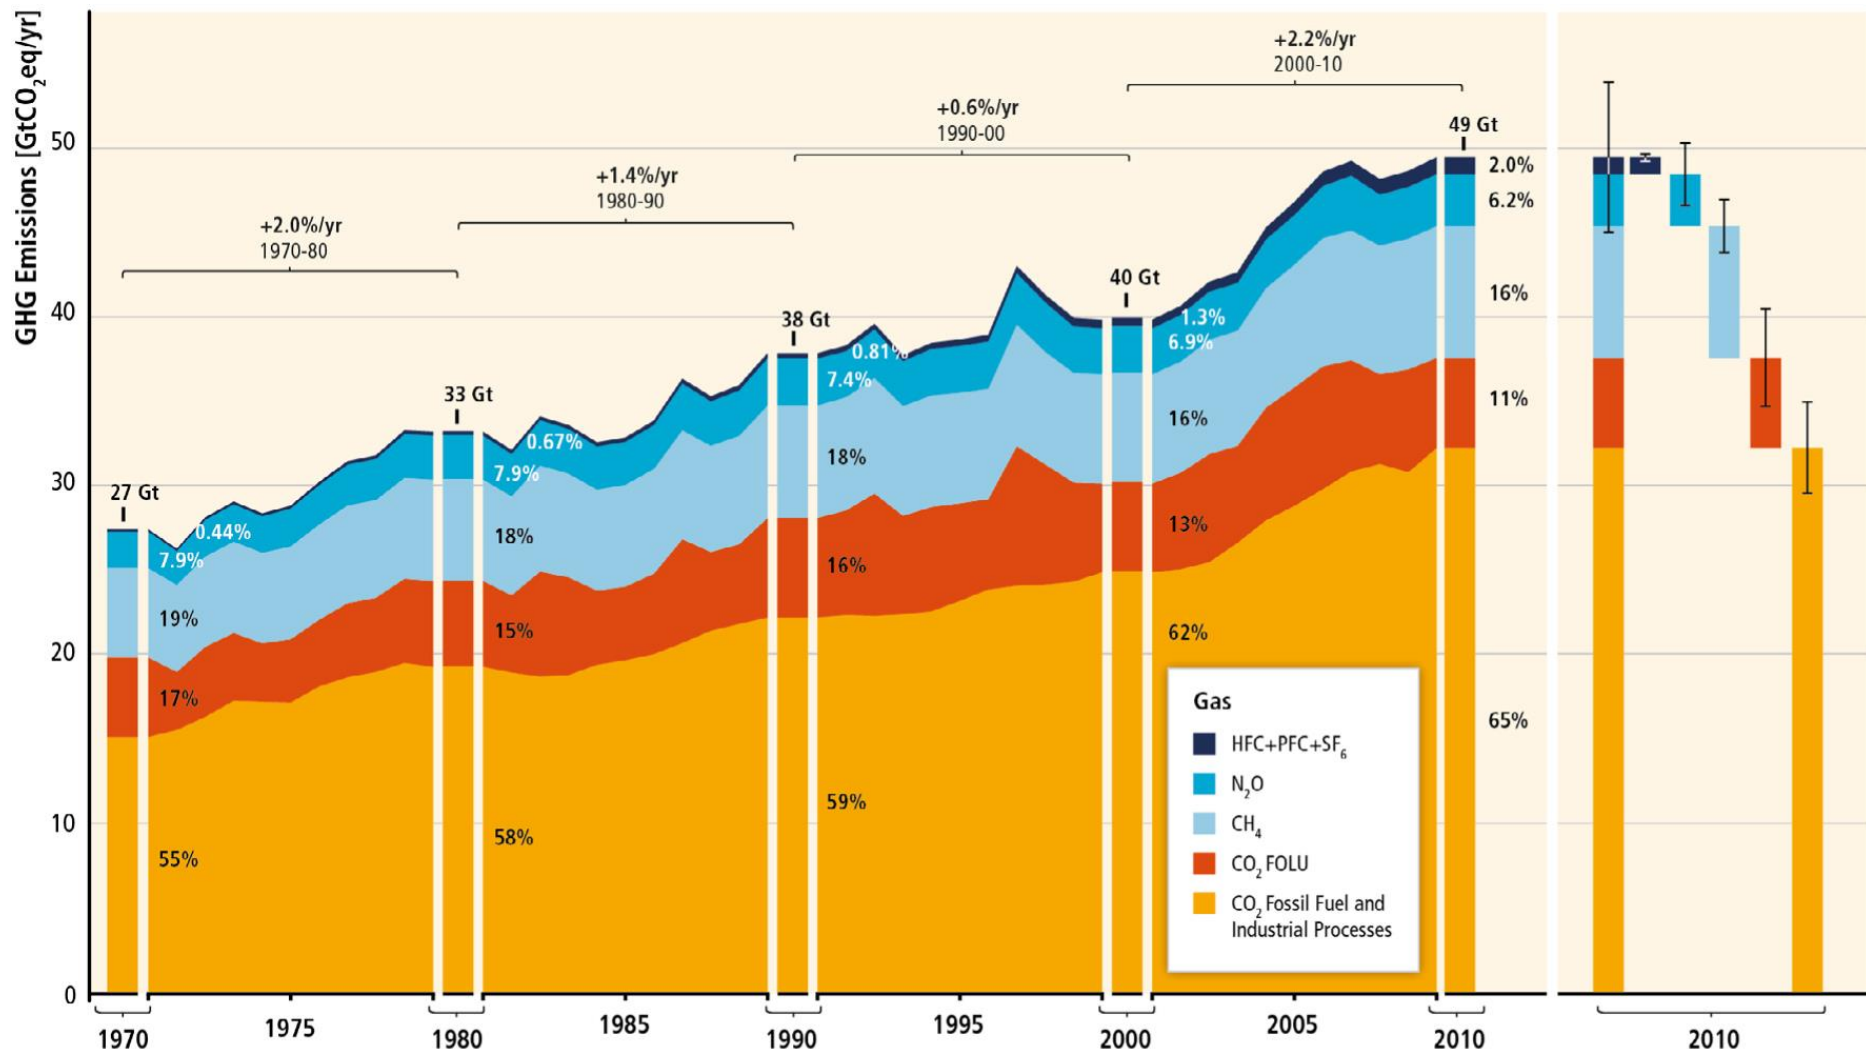 GHG Emissions [GtCO₂eq/yr]
50
40
30
20
10
0
+2.0%/yr
1970-80
+1.4%/yr
1980-90
+0.6%/yr
1990-00
+2.2%/yr
2000-10
27 Gt
33 Gt
38 Gt
40 Gt
49 Gt
0.44%
7.9%
19%
17%
55%
0.67%
7.9%
18%
15%
58%
0.81%
7.4%
18%
16%
59%
1.3%
6.9%
16%
13%
62%
2.0%
6.2%
16%
11%
65%
Gas
HFC+PFC+SF₆
N₂O
CH₄
CO₂ FOLU
CO₂ Fossil Fuel and
Industrial Processes
1970
1975
1980
1985
1990
1995
2000
2005
2010
2010